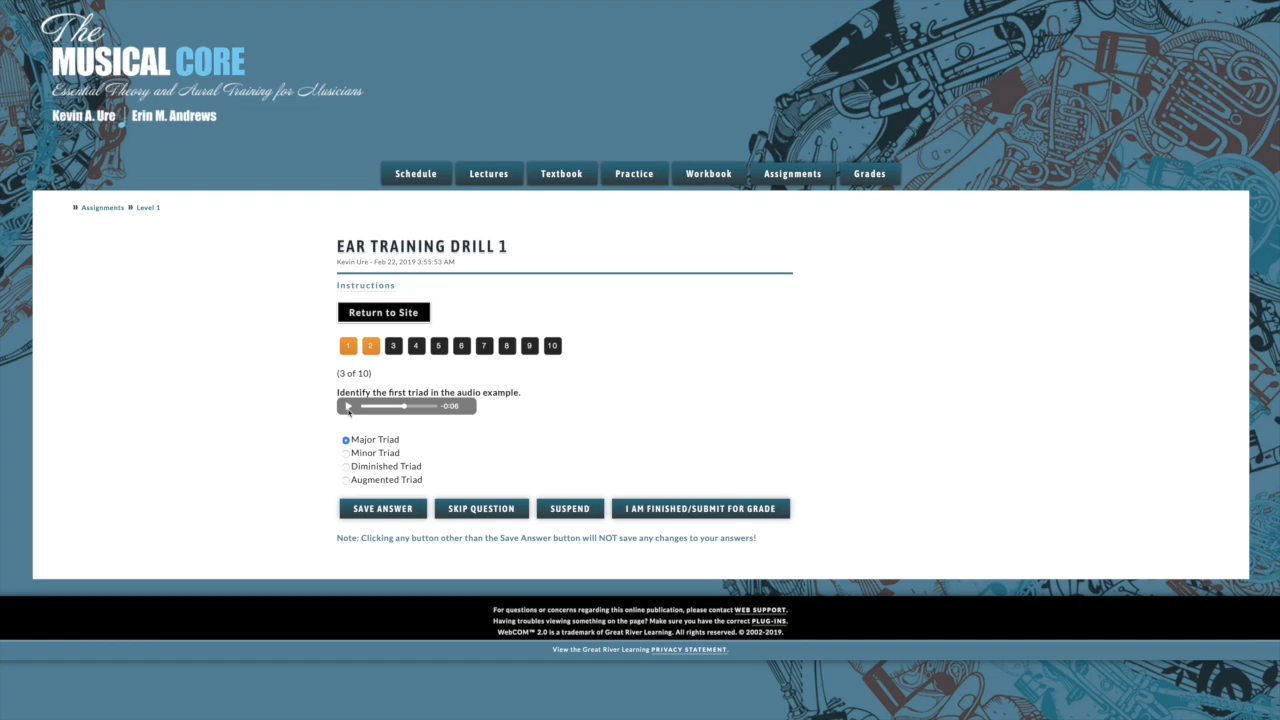 The
MUSICAL CORE
Essential Theory and Aural Training for Musicians
Kevin A. Ure | Erin M. Andrews
Schedule Lectures Textbook Practice Workbook Assignments Grades
» Assignments » Level 1
EAR TRAINING DRILL 1
Kevin Ure - Feb 22, 2019 3:55:53 AM
Instructions
Return to Site
1 2 3 4 5 6 7 8 9 10
(3 of 10)
Identify the first triad in the audio example.
-0:06
Major Triad
Minor Triad
Diminished Triad
Augmented Triad
SAVE ANSWER SKIP QUESTION SUSPEND I AM FINISHED/SUBMIT FOR GRADE
Note: Clicking any button other than the Save Answer button will NOT save any changes to your answers!
For questions or concerns regarding this online publication, please contact WEB SUPPORT.
Having troubles viewing something on the page? Make sure you have the correct PLUG-INS.
WebCOM™ 2.0 is a trademark of Great River Learning. All rights reserved. © 2002-2019.
View the Great River Learning PRIVACY STATEMENT.